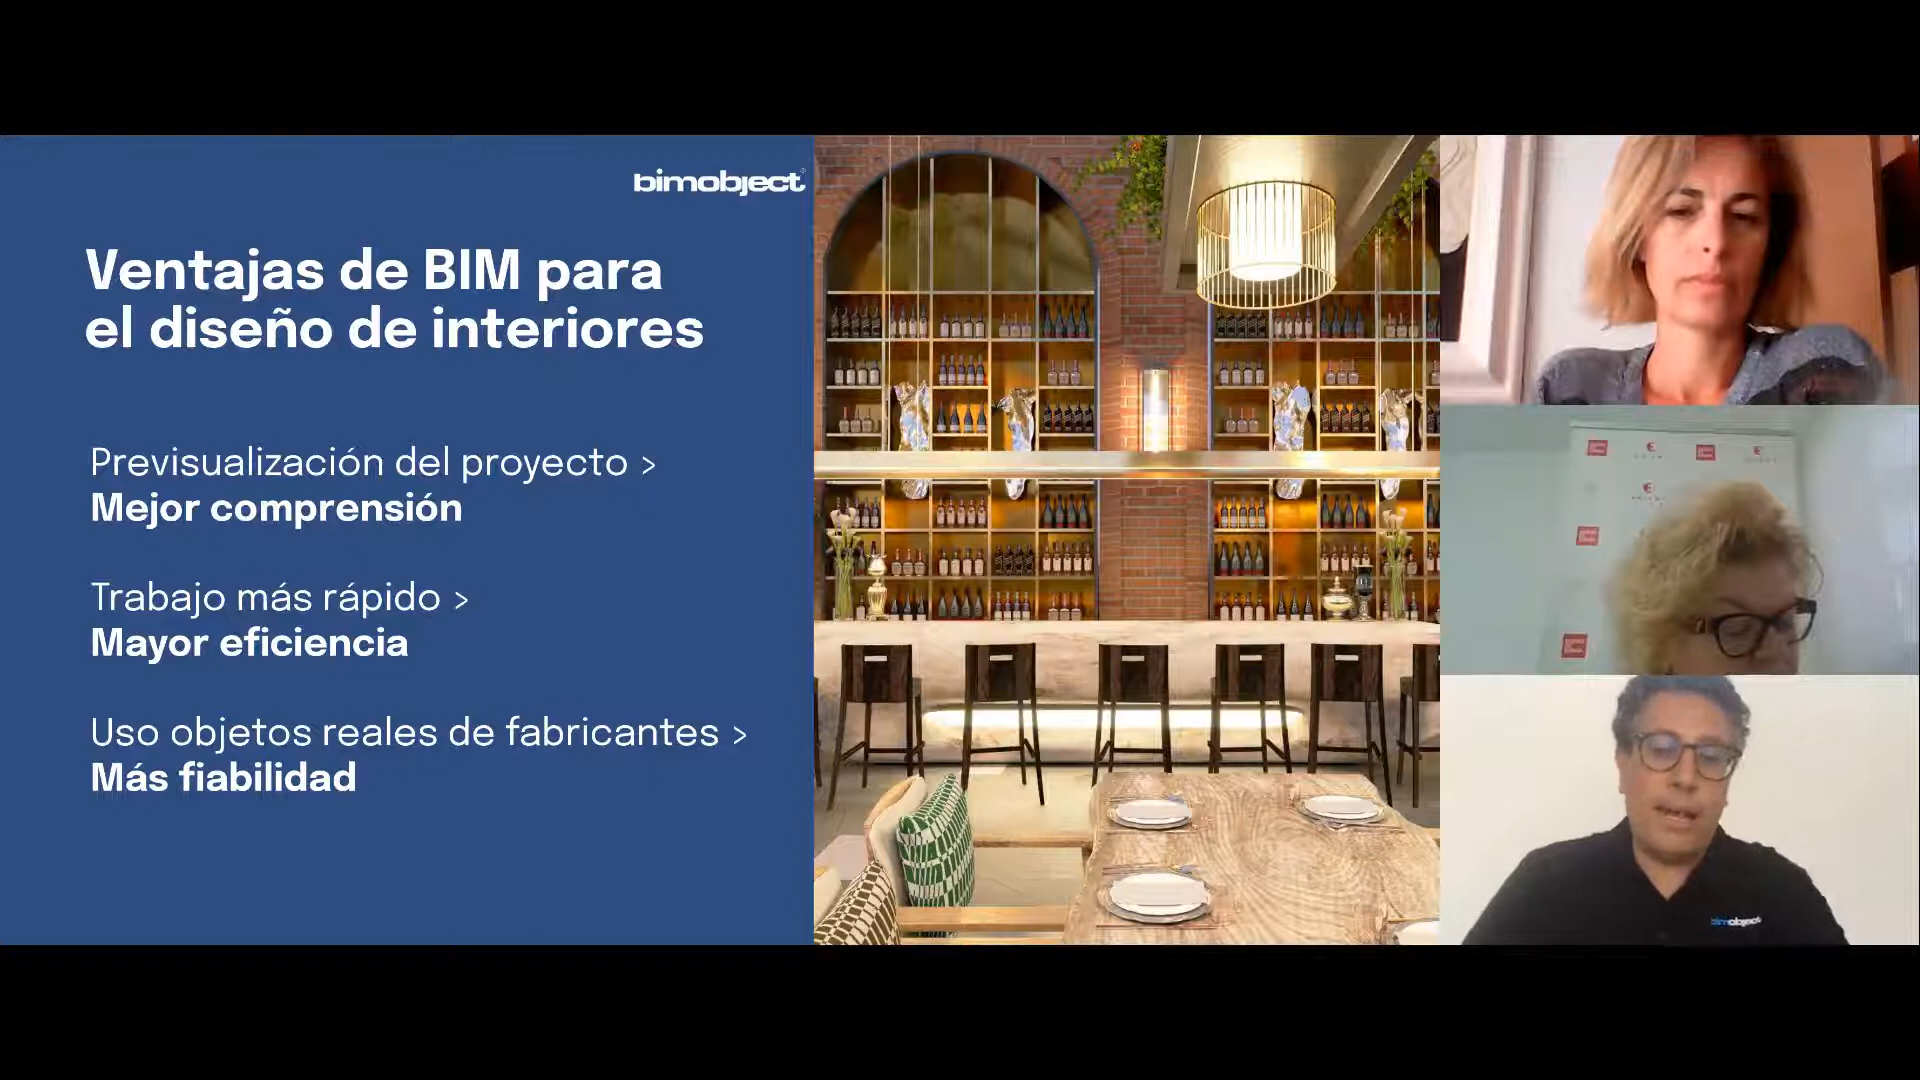 bimobject®
Ventajas de BIM para
el diseño de interiores
Previsualización del proyecto >
Mejor comprensión
Trabajo más rápido >
Mayor eficiencia
Uso objetos reales de fabricantes >
Más fiabilidad
bimobject